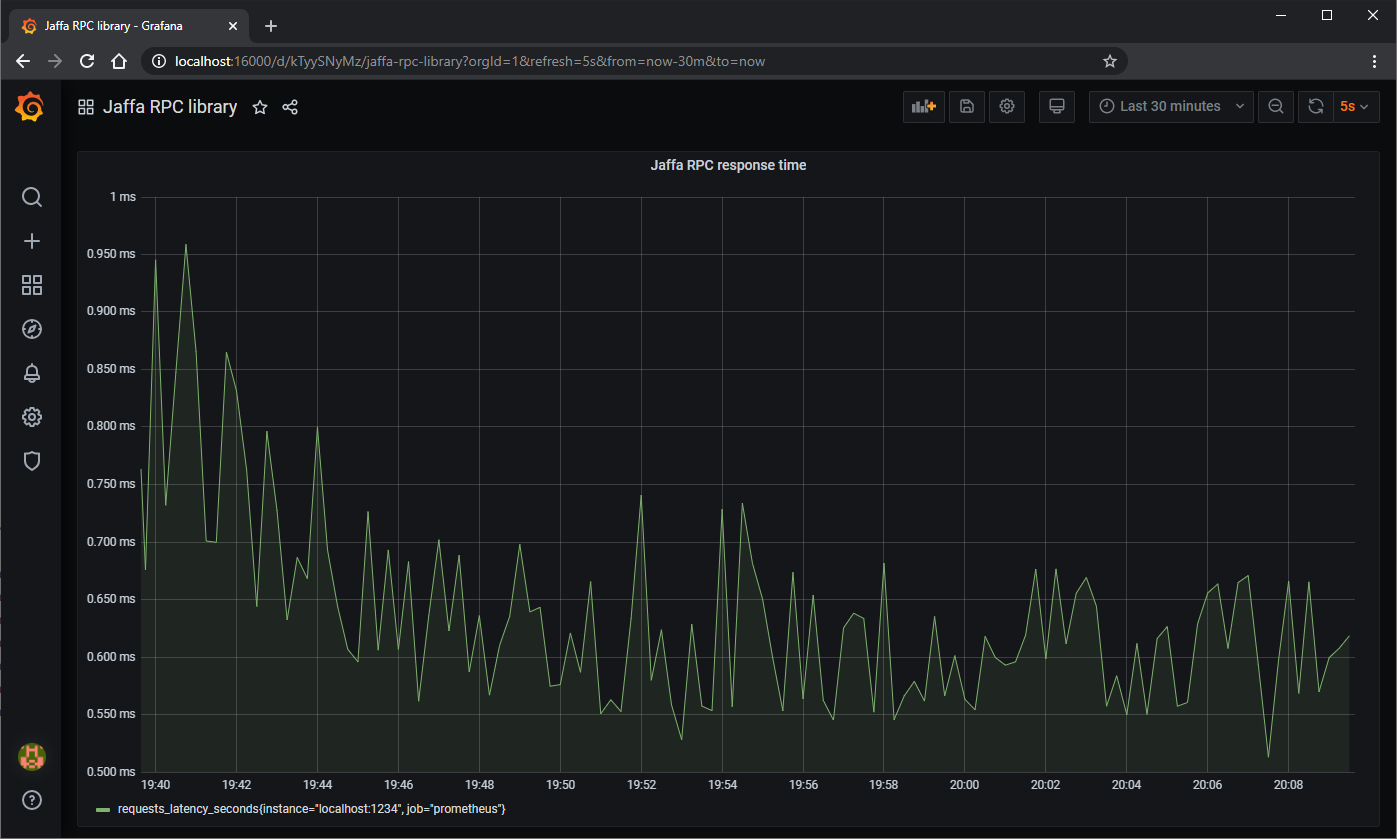 Jaffa RPC library - Grafana
localhost:16000/d/kTyySNyMz/jaffa-rpc-library?orgId=1&refresh=5s&from=now-30m&to=now
Jaffa RPC library
Last 30 minutes
5s
Jaffa RPC response time
1 ms
0.950 ms
0.900 ms
0.850 ms
0.800 ms
0.750 ms
0.700 ms
0.650 ms
0.600 ms
0.550 ms
0.500 ms
19:40 19:42 19:44 19:46 19:48 19:50 19:52 19:54 19:56 19:58 20:00 20:02 20:04 20:06 20:08
requests_latency_seconds{instance="localhost:1234", job="prometheus"}